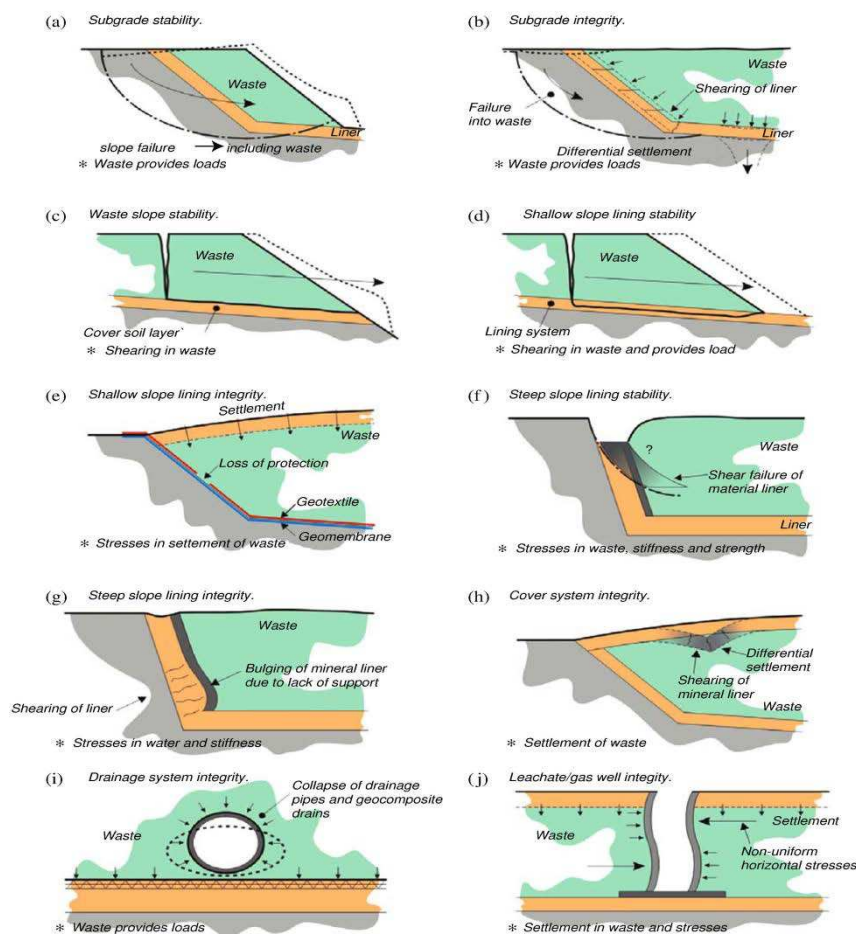 (a) Subgrade stability.
Waste
Liner
slope failure → including waste
* Waste provides loads
(b) Subgrade integrity.
Waste
Shearing of liner
Failure
into waste
Liner
Differential settlement
* Waste provides loads
(c) Waste slope stability.
Waste
Cover soil layer'
* Shearing in waste
(d) Shallow slope lining stability
Waste
Lining system
* Shearing in waste and provides load
(e) Shallow slope lining integrity.
Settlement
Waste
Loss of protection
Geotextile
Geomembrane
* Stresses in settement of waste
(f) Steep slope lining stability.
Waste
?
Shear failure of
material liner
Liner
* Stresses in waste, stiffness and strength
(g) Steep slope lining integrity.
Waste
Bulging of mineral liner
due to lack of support
Shearing of liner
* Stresses in water and stiffness
(h) Cover system integrity.
Differential
settlement
Shearing of
mineral liner
Waste
* Settlement of waste
(i) Drainage system integrity.
Collapse of drainage
pipes and geocomposite
drains
Waste
* Waste provides loads
(j) Leachate/gas well integity.
Settlement
Waste
Non-uniform
horizontal stresses
* Settlement in waste and stresses